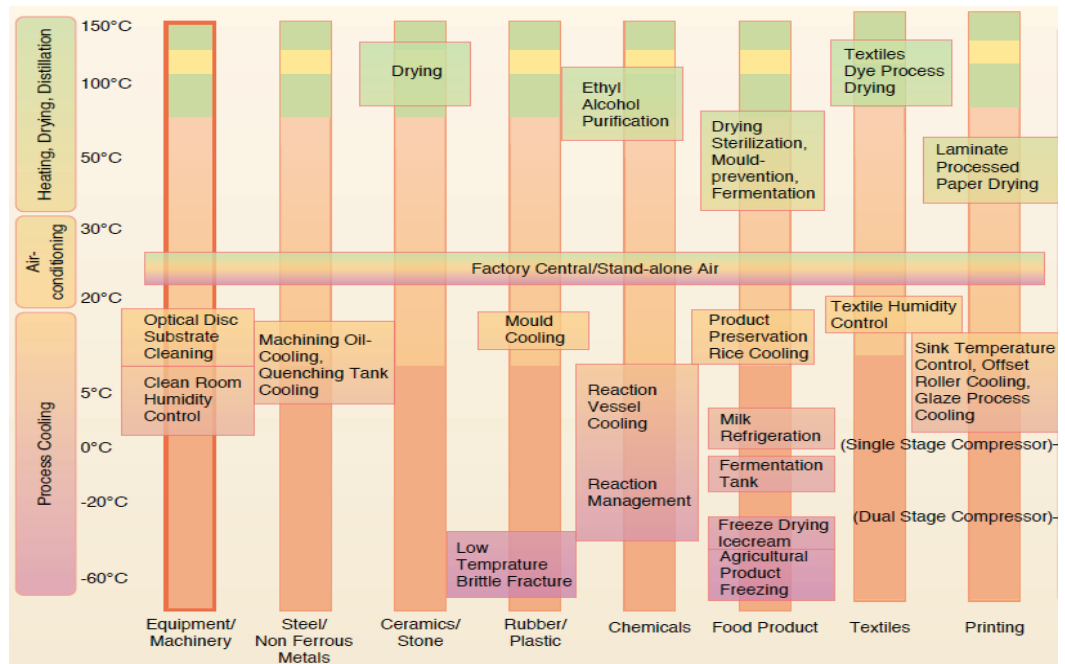 Heating, Drying, Distillation
Air-
conditioning
Process Cooling
150°C
100°C
50°C
30°C
20°C
5°C
0°C
-20°C
-60°C
Drying
Ethyl
Alcohol
Purification
Drying
Sterilization,
Mould-
prevention,
Fermentation
Textiles
Dye Process
Drying
Laminate
Processed
Paper Drying
Factory Central/Stand-alone Air
Optical Disc
Substrate
Cleaning
Clean Room
Humidity
Control
Machining Oil-
Cooling,
Quenching Tank
Cooling
Mould
Cooling
Low
Temprature
Brittle Fracture
Reaction
Vessel
Cooling
Reaction
Management
Product
Preservation
Rice Cooling
Milk
Refrigeration
Fermentation
Tank
Freeze Drying
Icecream
Agricultural
Product
Freezing
Textile Humidity
Control
Sink Temperature
Control, Offset
Roller Cooling,
Glaze Process
Cooling
(Single Stage Compressor)-
(Dual Stage Compressor)-
Equipment/
Machinery
Steel/
Non Ferrous
Metals
Ceramics/
Stone
Rubber/
Plastic
Chemicals
Food Product
Textiles
Printing